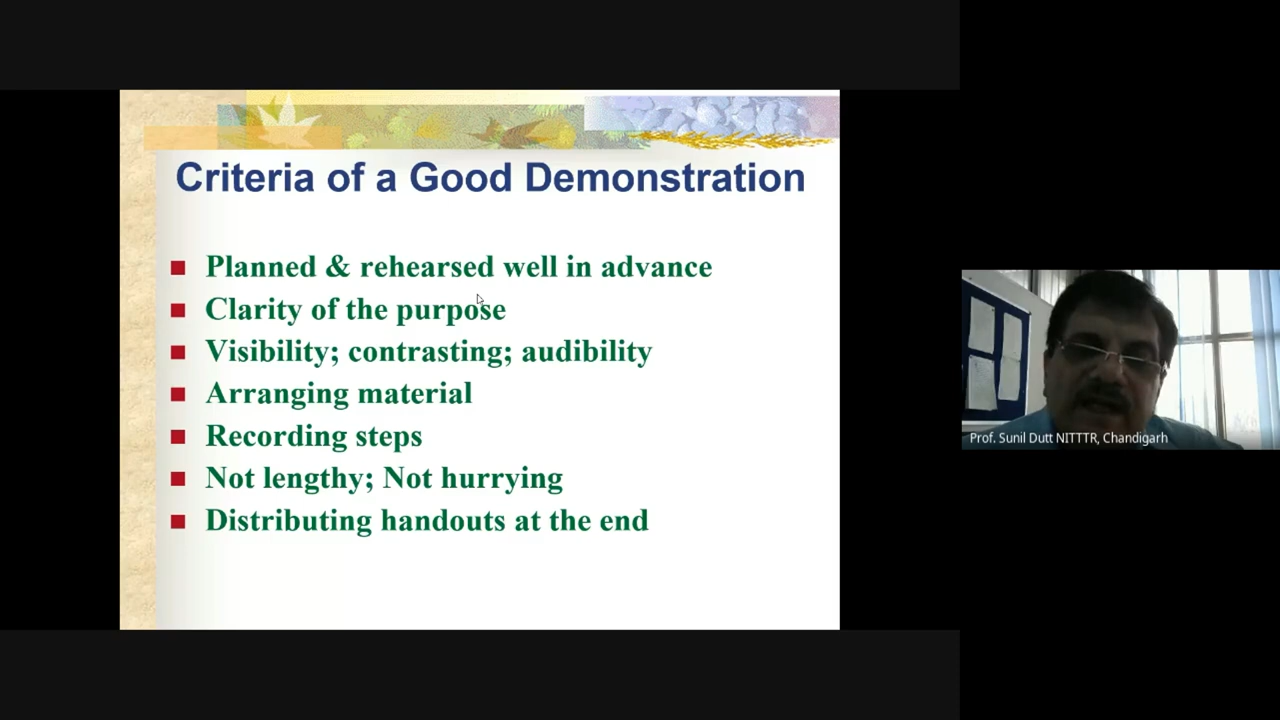 Criteria of a Good Demonstration
Planned & rehearsed well in advance
Clarity of the purpose
Visibility; contrasting; audibility
Arranging material
Recording steps
Not lengthy; Not hurrying
Distributing handouts at the end
Prof. Sunil Dutt NITTTR, Chandigarh